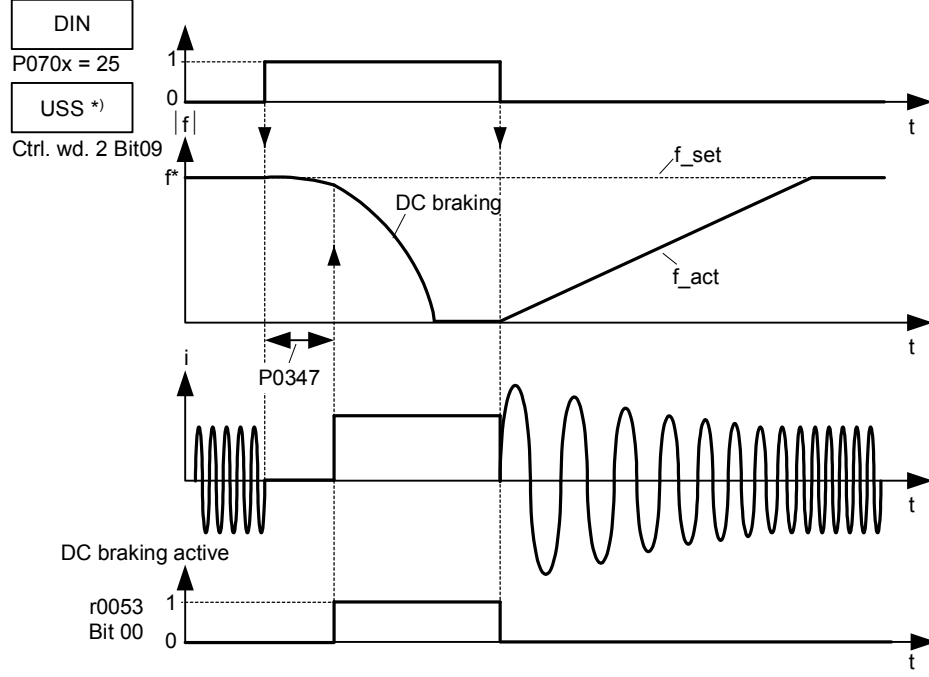 DIN
P070x = 25
USS *)
Ctrl. wd. 2 Bit09
1
0
t
|f|
f*
f_set
DC braking
f_act
t
P0347
i
t
DC braking active
r0053
Bit 00
1
0
t